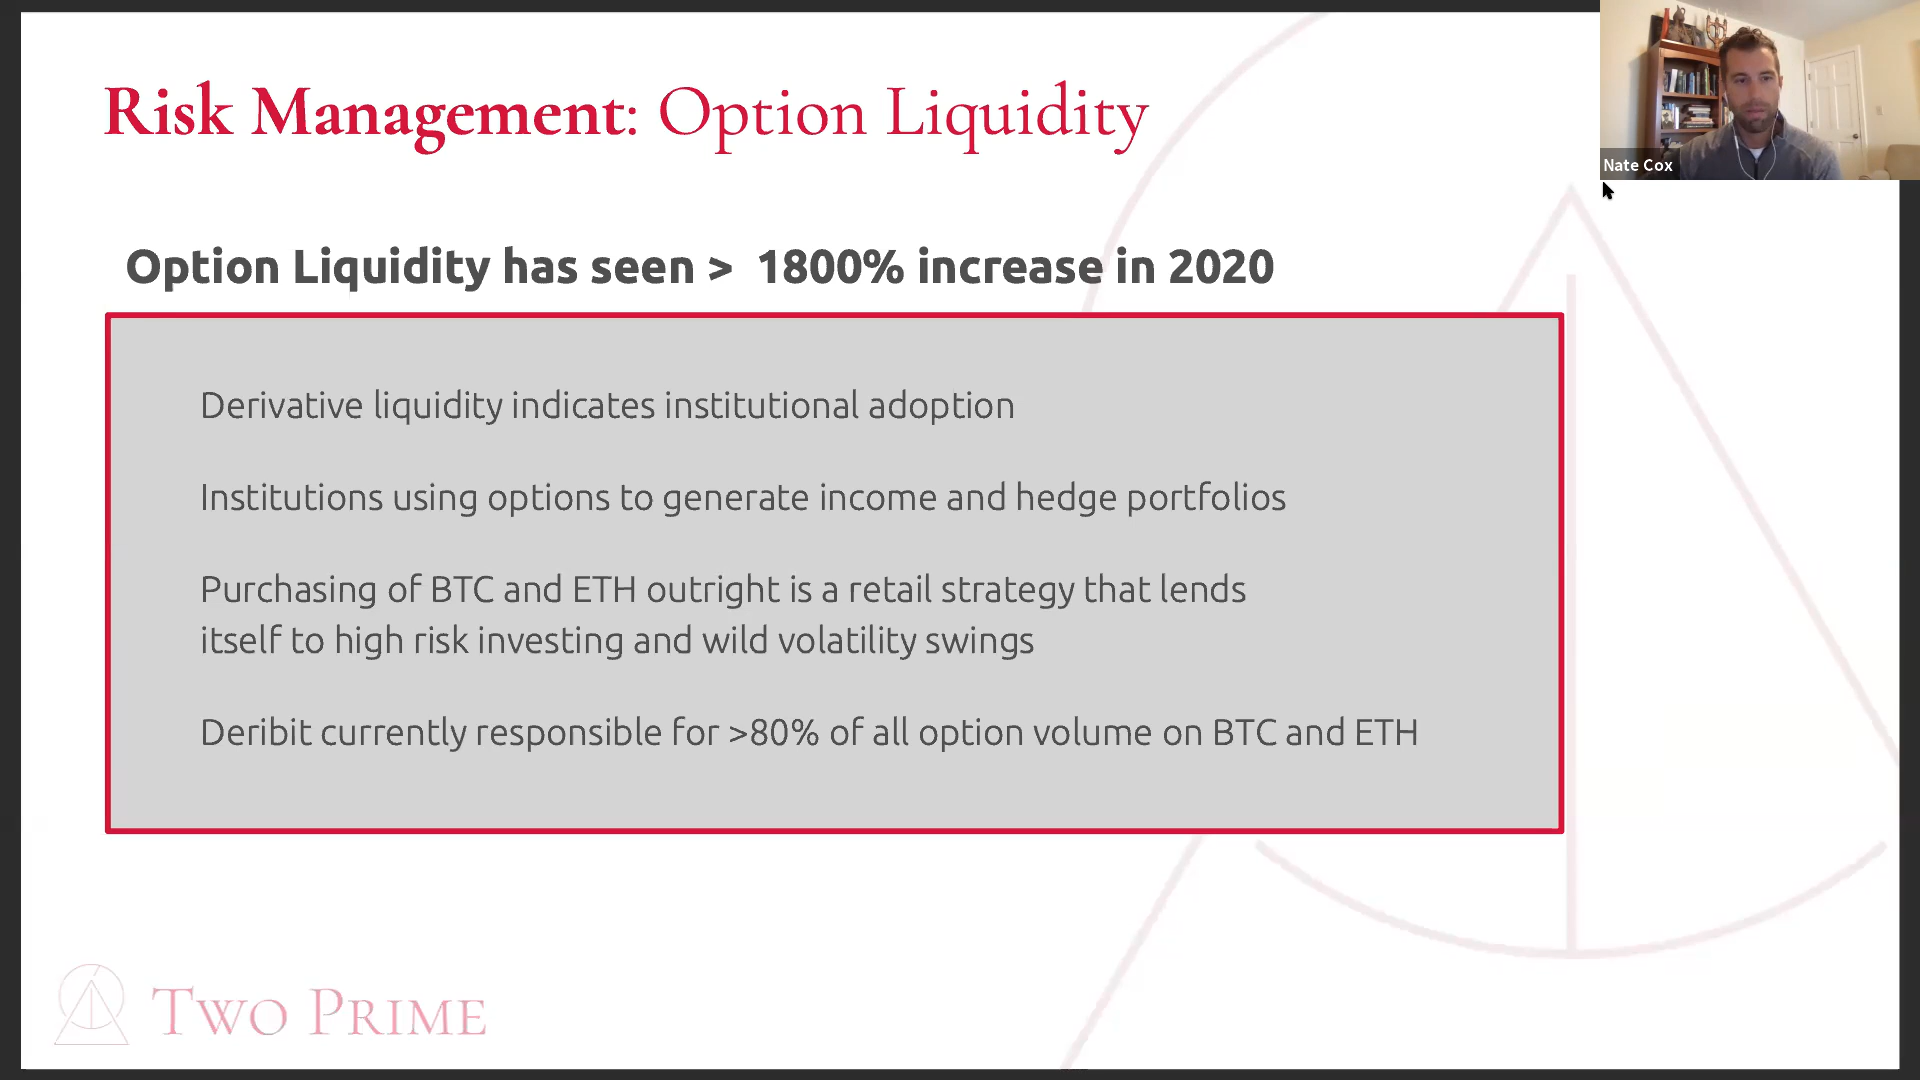 Risk Management: Option Liquidity
Nate Cox
Option Liquidity has seen > 1800% increase in 2020
Derivative liquidity indicates institutional adoption
Institutions using options to generate income and hedge portfolios
Purchasing of BTC and ETH outright is a retail strategy that lends
itself to high risk investing and wild volatility swings
Deribit currently responsible for >80% of all option volume on BTC and ETH
TWO PRIME